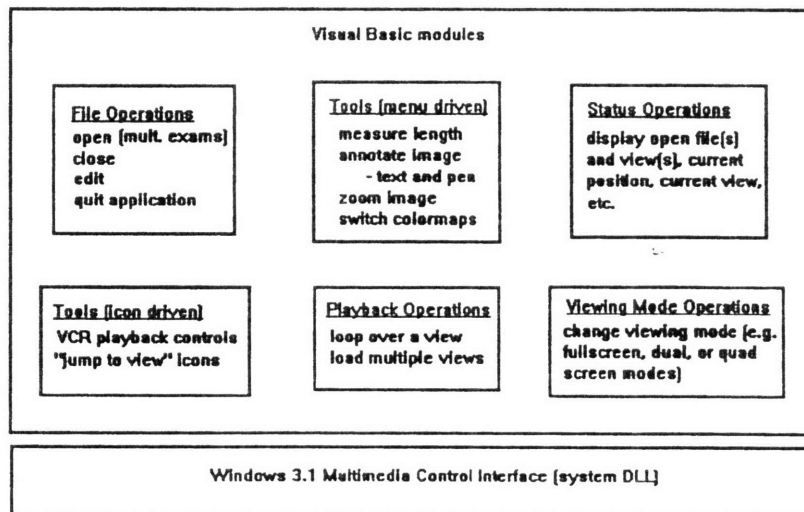 Visual Basic modules
File Operations
open (mult. exams)
close
edit
quit application
Tools (menu driven)
measure length
annotate image
- text and pen
zoom image
switch colormaps
Status Operations
display open file(s)
and view(s), current
position, current view,
etc.
Tools (icon driven)
VCR playback controls
"jump to view" icons
Playback Operations
loop over a view
load multiple views
Viewing Mode Operations
change viewing mode (e.g.
fullscreen, dual, or quad
screen modes)
Windows 3.1 Multimedia Control Interface (system DLL)